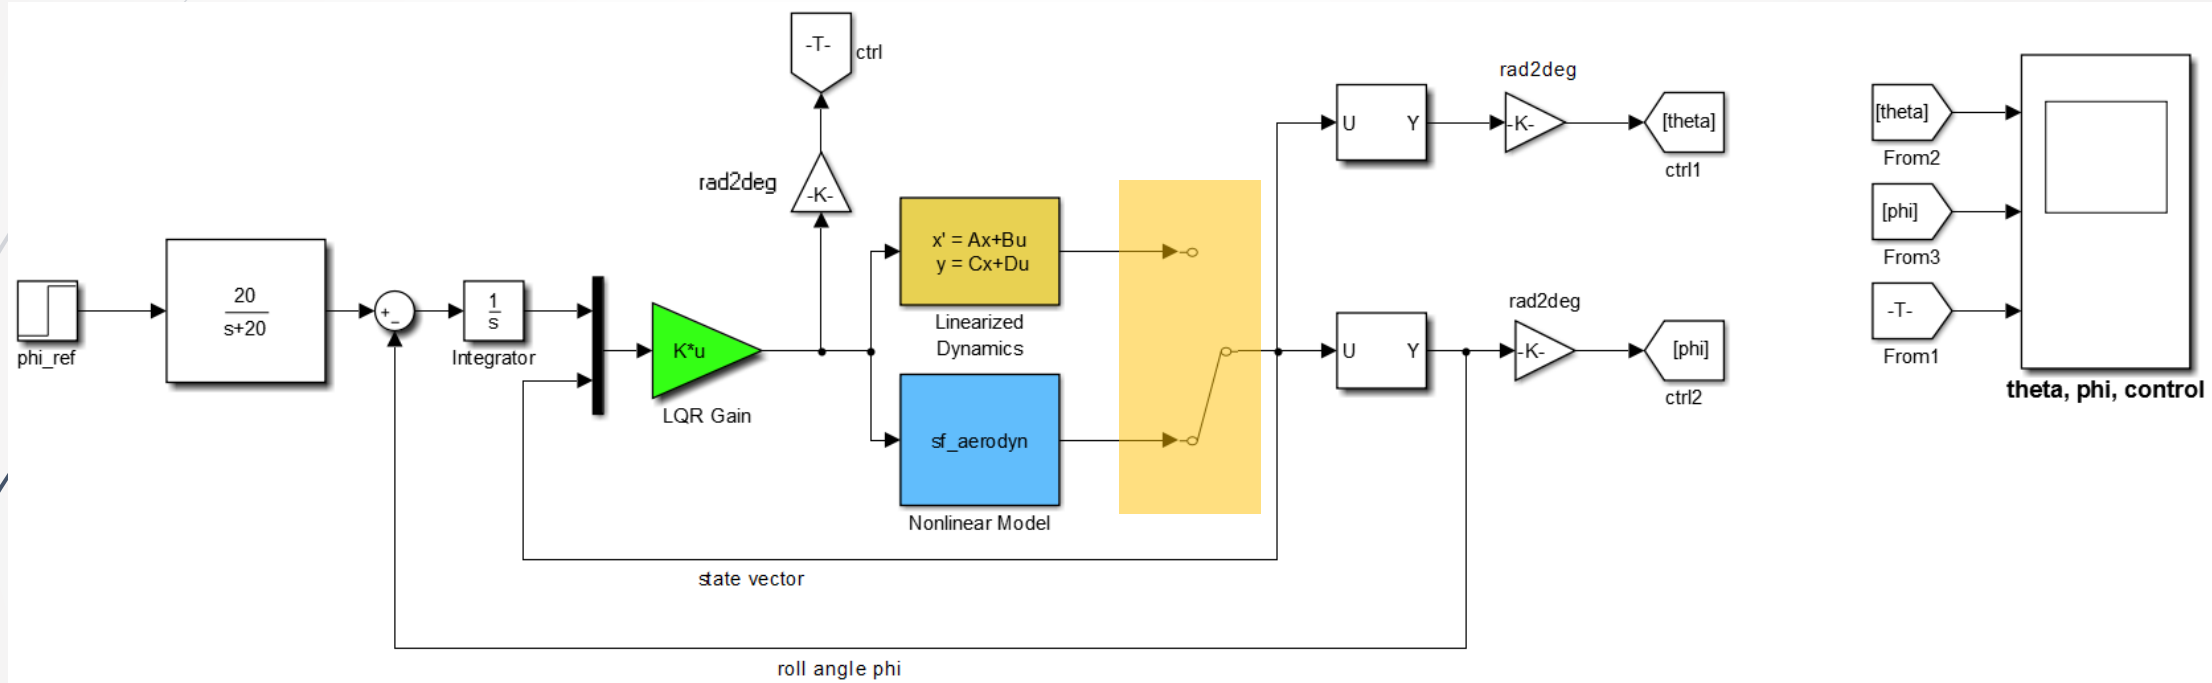 phi_ref
20
s+20
+
−
1
s
Integrator
K*u
LQR Gain
-T-
ctrl
rad2deg
-K-
x' = Ax+Bu
y = Cx+Du
Linearized
Dynamics
sf_aerodyn
Nonlinear Model
state vector
roll angle phi
U Y
rad2deg
-K-
[theta]
ctrl1
U Y
rad2deg
-K-
[phi]
ctrl2
[theta]
From2
[phi]
From3
-T-
From1
theta, phi, control